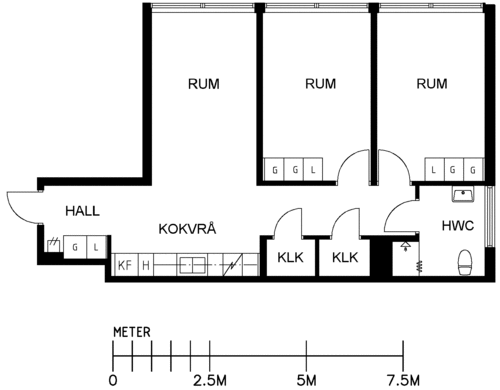 RUM RUM RUM
G G L L G G
HALL
KOKVRÅ HWC
G L
KF H KLK KLK
METER
0 2.5M 5M 7.5M